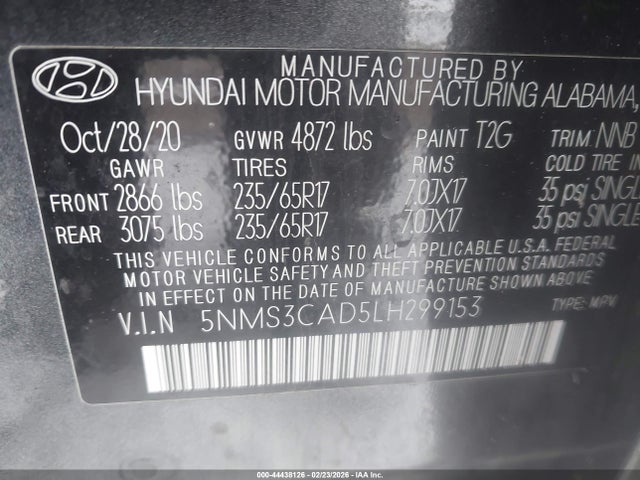 MANUFACTURED BY
HYUNDAI MOTOR MANUFACTURING ALABAMA,
Oct/28/20 GVWR 4872 lbs PAINT T2G TRIM: NNB
GAWR TIRES RIMS COLD TIRE
FRONT 2866 lbs 235/65R17 7.0JX17 35 psi SINGLE
REAR 3075 lbs 235/65R17 7.0JX17 35 psi SINGLE
THIS VEHICLE CONFORMS TO ALL APPLICABLE U.S.A. FEDERAL
MOTOR VEHICLE SAFETY AND THEFT PREVENTION STANDARDS
IN EFFECT ON THE DATE OF MANUFACTURE SHOWN ABOVE
V.I.N 5NMS3CAD5LH299153 TYPE: MPV
000-44438126 - 02/23/2026 - IAA Inc.